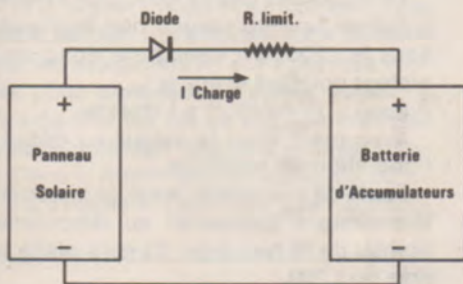 Diode
R. limit.
I Charge
+
+
Panneau
Solaire
Batterie
d'Accumulateurs
−
−